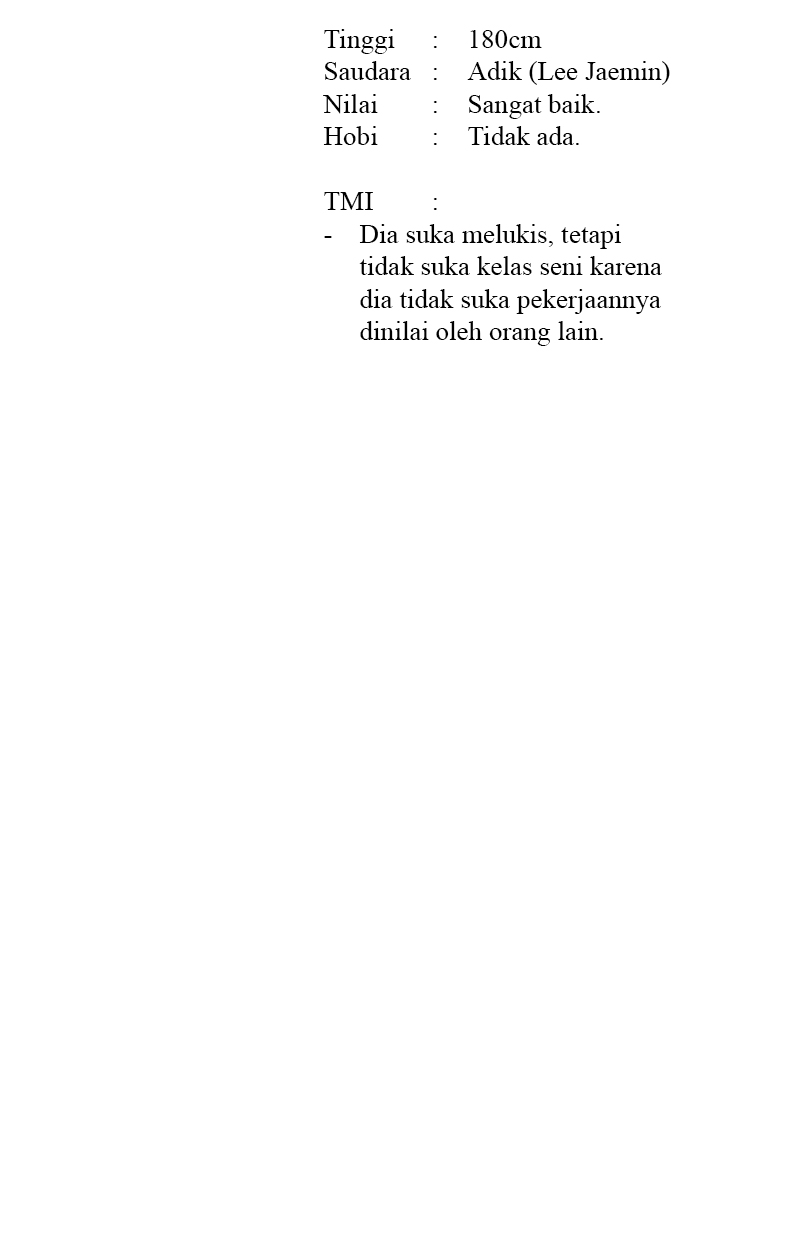 Tinggi : 180cm
Saudara : Adik (Lee Jaemin)
Nilai : Sangat baik.
Hobi : Tidak ada.
TMI :
- Dia suka melukis, tetapi
tidak suka kelas seni karena
dia tidak suka pekerjaannya
dinilai oleh orang lain.